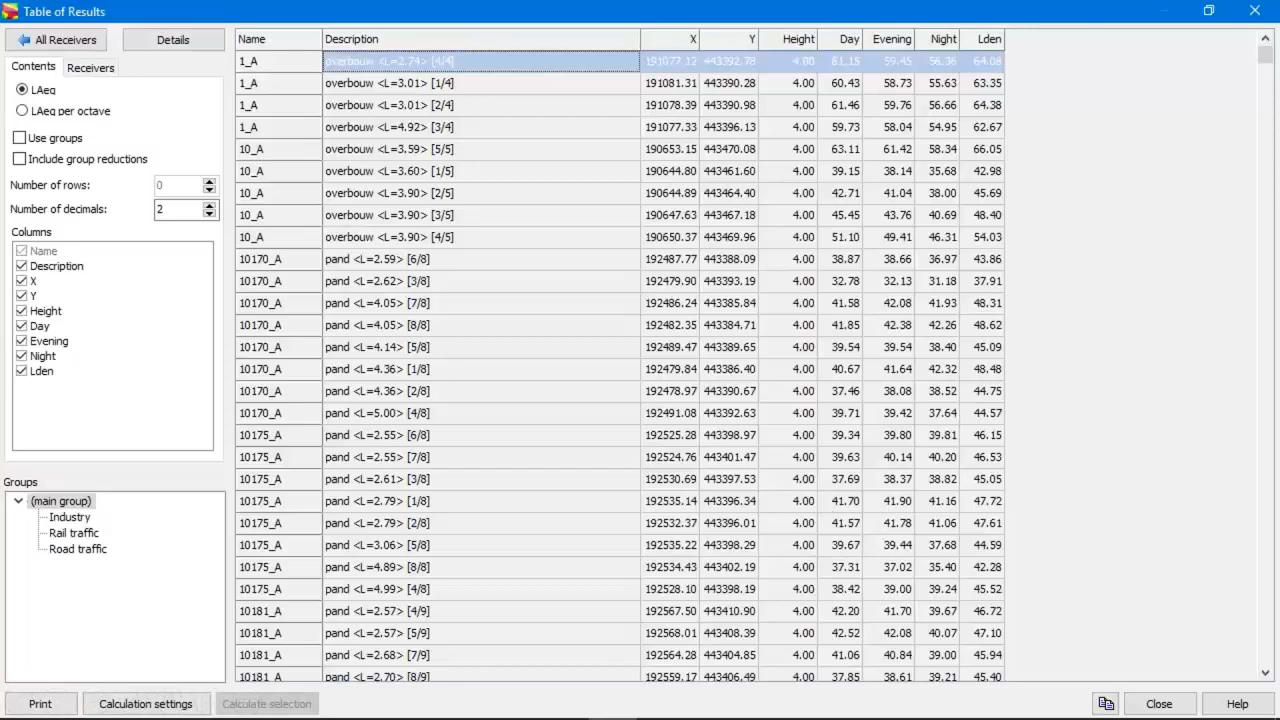 Table of Results
All Receivers
Details
Contents
Receivers
LAeq
LAeq per octave
Use groups
Include group reductions
Number of rows: 0
Number of decimals: 2
Columns
Name
Description
X
Y
Height
Day
Evening
Night
Lden
Groups
(main group)
Industry
Rail traffic
Road traffic
Name Description X Y Height Day Evening Night Lden
1_A overbouw <L=2.74> [4/4] 191077.12 443392.78 4.00 61.15 59.45 56.36 64.08
1_A overbouw <L=3.01> [1/4] 191081.31 443390.28 4.00 60.43 58.73 55.63 63.35
1_A overbouw <L=3.01> [2/4] 191078.39 443390.98 4.00 61.46 59.76 56.66 64.38
1_A overbouw <L=4.92> [3/4] 191077.33 443396.13 4.00 59.73 58.04 54.95 62.67
10_A overbouw <L=3.59> [5/5] 190653.15 443470.08 4.00 63.11 61.42 58.34 66.05
10_A overbouw <L=3.60> [1/5] 190644.80 443461.60 4.00 39.15 38.14 35.68 42.98
10_A overbouw <L=3.90> [2/5] 190644.89 443464.40 4.00 42.71 41.04 38.00 45.69
10_A overbouw <L=3.90> [3/5] 190647.63 443467.18 4.00 45.45 43.76 40.69 48.40
10_A overbouw <L=3.90> [4/5] 190650.37 443469.96 4.00 51.10 49.41 46.31 54.03
10170_A pand <L=2.59> [6/8] 192487.77 443388.09 4.00 38.87 38.66 36.97 43.86
10170_A pand <L=2.62> [3/8] 192479.90 443393.19 4.00 32.78 32.13 31.18 37.91
10170_A pand <L=4.05> [7/8] 192486.24 443385.84 4.00 41.58 42.08 41.93 48.31
10170_A pand <L=4.05> [8/8] 192482.35 443384.71 4.00 41.85 42.38 42.26 48.62
10170_A pand <L=4.14> [5/8] 192489.47 443389.65 4.00 39.54 39.54 38.40 45.09
10170_A pand <L=4.36> [1/8] 192479.84 443386.40 4.00 40.67 41.64 42.32 48.48
10170_A pand <L=4.36> [2/8] 192478.97 443390.67 4.00 37.46 38.08 38.52 44.75
10170_A pand <L=5.00> [4/8] 192491.08 443392.63 4.00 39.71 39.42 37.64 44.57
10175_A pand <L=2.55> [6/8] 192525.28 443398.97 4.00 39.34 39.80 39.81 46.15
10175_A pand <L=2.55> [7/8] 192524.76 443401.47 4.00 39.63 40.14 40.20 46.53
10175_A pand <L=2.61> [3/8] 192530.69 443397.53 4.00 37.69 38.37 38.82 45.05
10175_A pand <L=2.79> [1/8] 192535.14 443396.34 4.00 41.70 41.90 41.16 47.72
10175_A pand <L=2.79> [2/8] 192532.37 443396.01 4.00 41.57 41.78 41.06 47.61
10175_A pand <L=3.06> [5/8] 192535.22 443398.29 4.00 39.67 39.44 37.68 44.59
10175_A pand <L=4.89> [8/8] 192534.43 443402.19 4.00 37.31 37.02 35.40 42.28
10175_A pand <L=4.99> [4/8] 192528.10 443398.19 4.00 38.42 39.00 39.24 45.52
10181_A pand <L=2.57> [4/9] 192567.50 443410.90 4.00 42.20 41.70 39.67 46.72
10181_A pand <L=2.57> [5/9] 192568.01 443408.39 4.00 42.52 42.08 40.07 47.10
10181_A pand <L=2.68> [7/9] 192564.28 443404.85 4.00 41.06 40.84 39.00 45.94
10181_A pand <L=2.70> [8/9] 192559.17 443406.49 4.00 37.85 38.61 39.21 45.40
Print
Calculation settings
Calculate selection
Close
Help